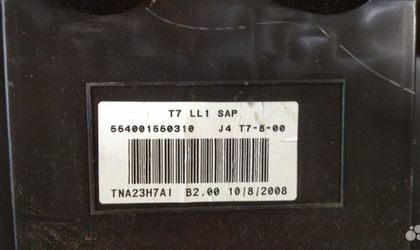 T7 LL1 SAP
554001550310 J4 T7-8-00
TNA23H7AI B2.00 10/8/2008